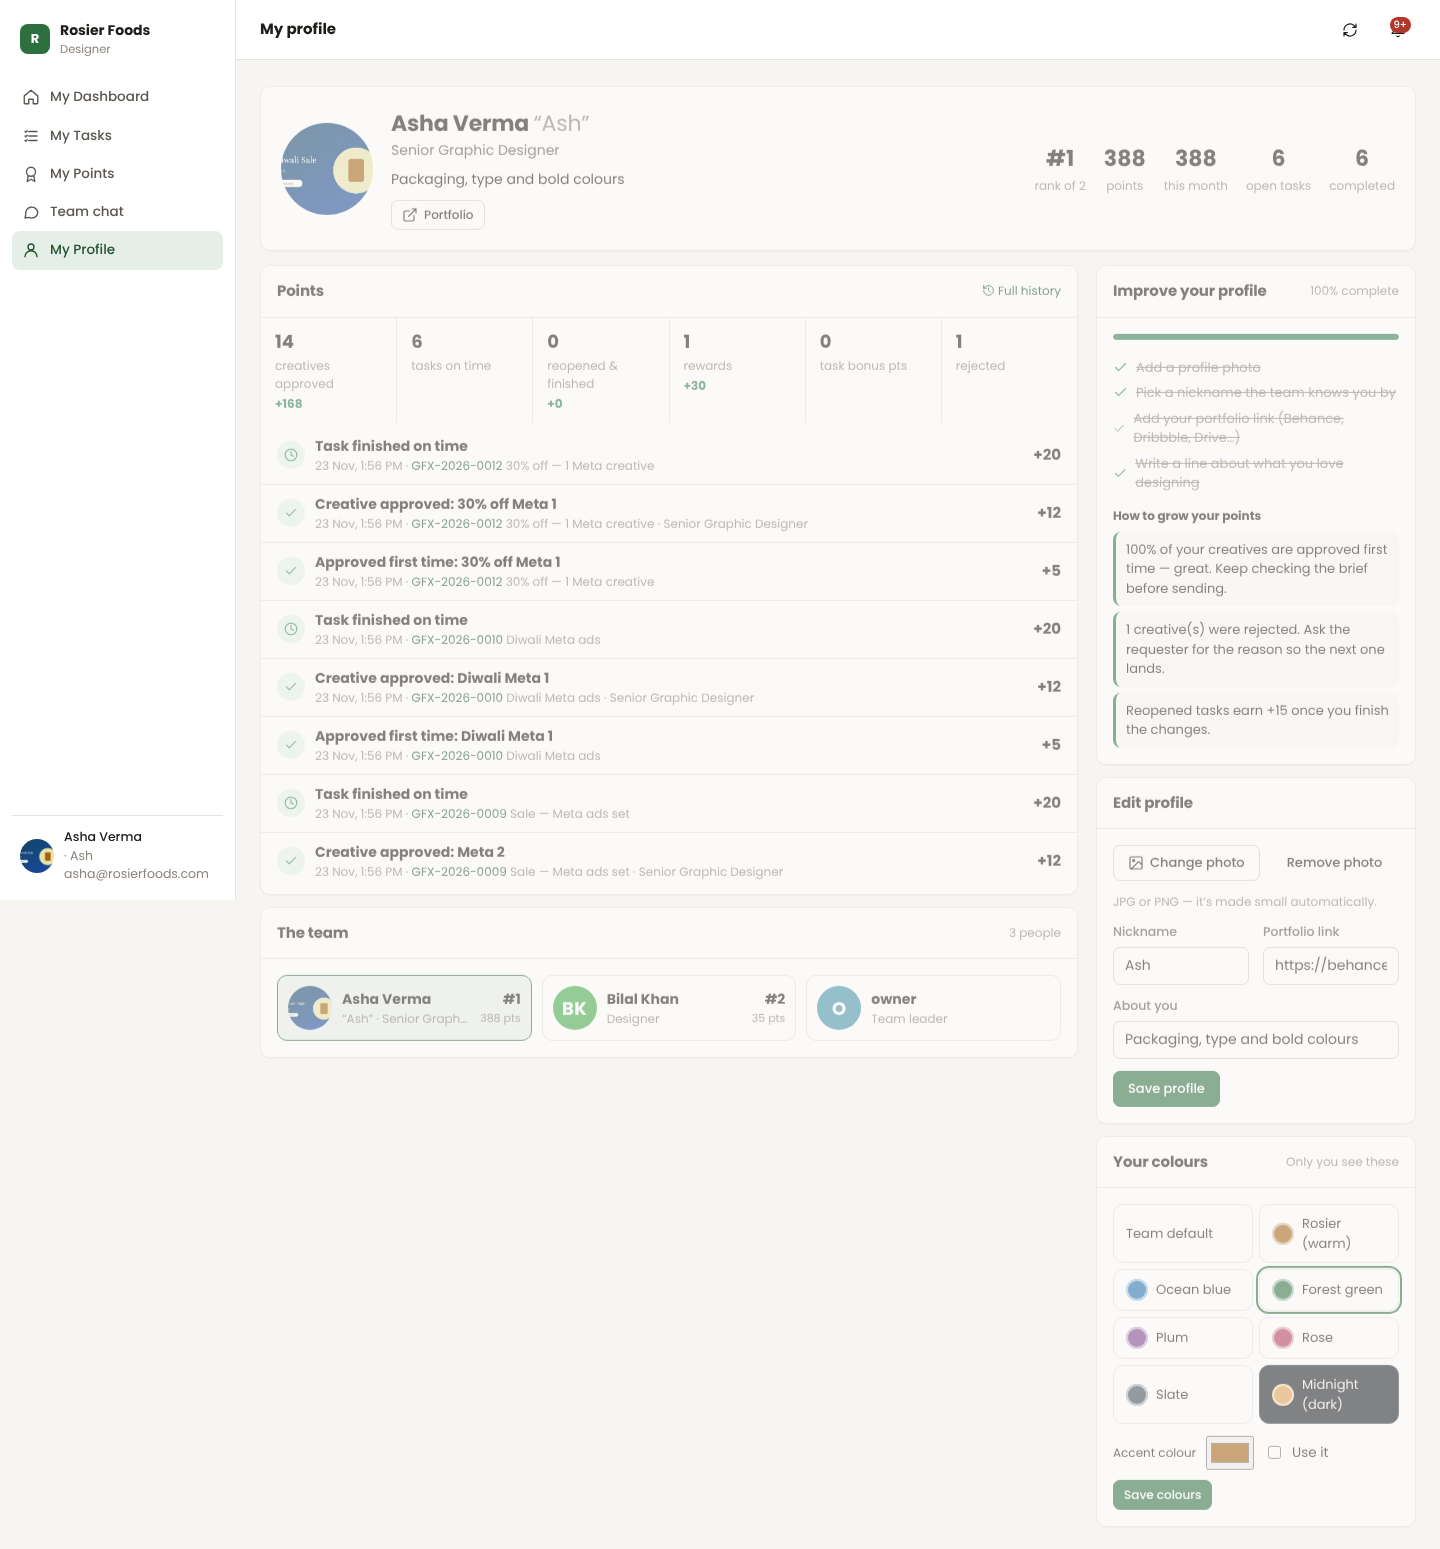 R
Rosier Foods
Designer
My Dashboard
My Tasks
My Points
Team chat
My Profile
Asha Verma
· Ash
asha@rosierfoods.com
My profile
9+
iwali Sale
Asha Verma “Ash”
Senior Graphic Designer
Packaging, type and bold colours
Portfolio
#1
rank of 2
388
points
388
this month
6
open tasks
6
completed
Points
Full history
14
creatives
approved
+168
6
tasks on time
0
reopened &
finished
+0
1
rewards
+30
0
task bonus pts
1
rejected
Task finished on time
23 Nov, 1:56 PM · GFX-2026-0012 30% off — 1 Meta creative
+20
Creative approved: 30% off Meta 1
23 Nov, 1:56 PM · GFX-2026-0012 30% off — 1 Meta creative · Senior Graphic Designer
+12
Approved first time: 30% off Meta 1
23 Nov, 1:56 PM · GFX-2026-0012 30% off — 1 Meta creative
+5
Task finished on time
23 Nov, 1:56 PM · GFX-2026-0010 Diwali Meta ads
+20
Creative approved: Diwali Meta 1
23 Nov, 1:56 PM · GFX-2026-0010 Diwali Meta ads · Senior Graphic Designer
+12
Approved first time: Diwali Meta 1
23 Nov, 1:56 PM · GFX-2026-0010 Diwali Meta ads
+5
Task finished on time
23 Nov, 1:56 PM · GFX-2026-0009 Sale — Meta ads set
+20
Creative approved: Meta 2
23 Nov, 1:56 PM · GFX-2026-0009 Sale — Meta ads set · Senior Graphic Designer
+12
The team
3 people
Asha Verma
“Ash” · Senior Graph...
#1
388 pts
BK
Bilal Khan
Designer
#2
35 pts
O
owner
Team leader
Improve your profile
100% complete
Add a profile photo
Pick a nickname the team knows you by
Add your portfolio link (Behance,
Dribbble, Drive…)
Write a line about what you love
designing
How to grow your points
100% of your creatives are approved first
time — great. Keep checking the brief
before sending.
1 creative(s) were rejected. Ask the
requester for the reason so the next one
lands.
Reopened tasks earn +15 once you finish
the changes.
Edit profile
Change photo
Remove photo
JPG or PNG — it’s made small automatically.
Nickname
Portfolio link
Ash
https://behance
About you
Packaging, type and bold colours
Save profile
Your colours
Only you see these
Team default
Rosier
(warm)
Ocean blue
Forest green
Plum
Rose
Slate
Midnight
(dark)
Accent colour
Use it
Save colours